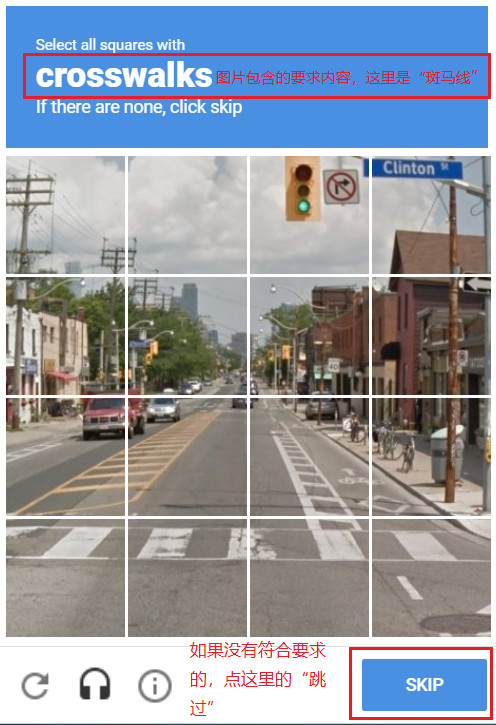 Select all squares with
crosswalks 图片包含的要求内容，这里是“斑马线”
If there are none, click skip
Clinton St
40
如果没有符合要求
的，点这里的“跳
过”
SKIP